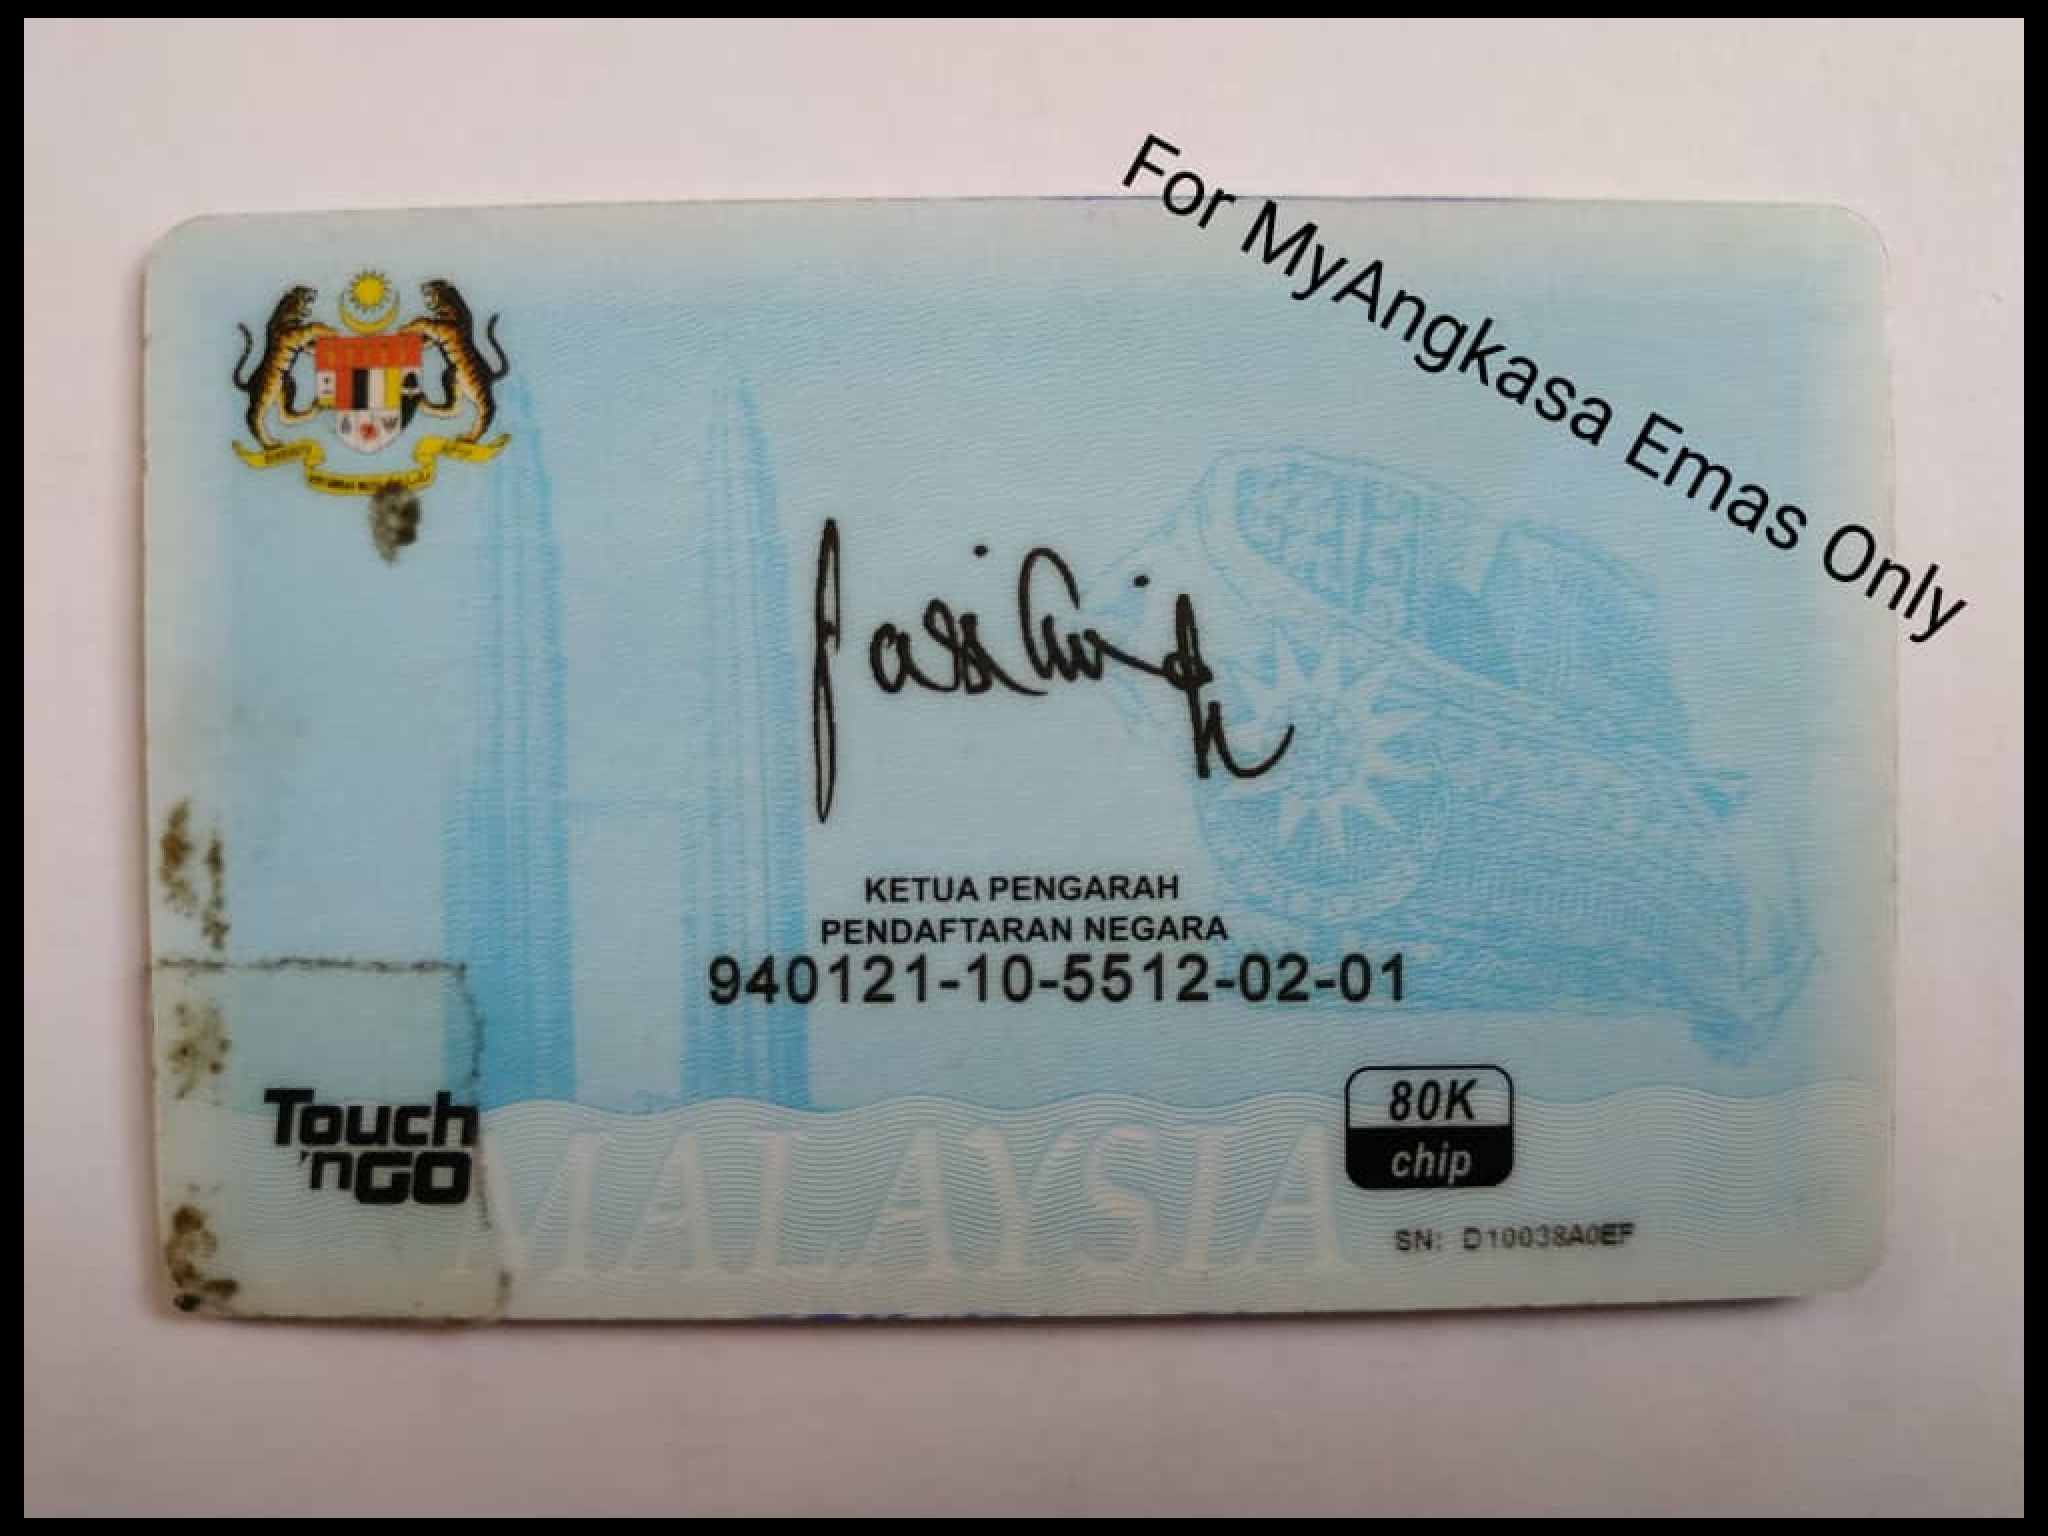 For MyAngkasa Emas Only
KETUA PENGARAH
PENDAFTARAN NEGARA
940121-10-5512-02-01
Touch
'nGO
80K
chip
MALAYSIA
SN: D10038A0EF